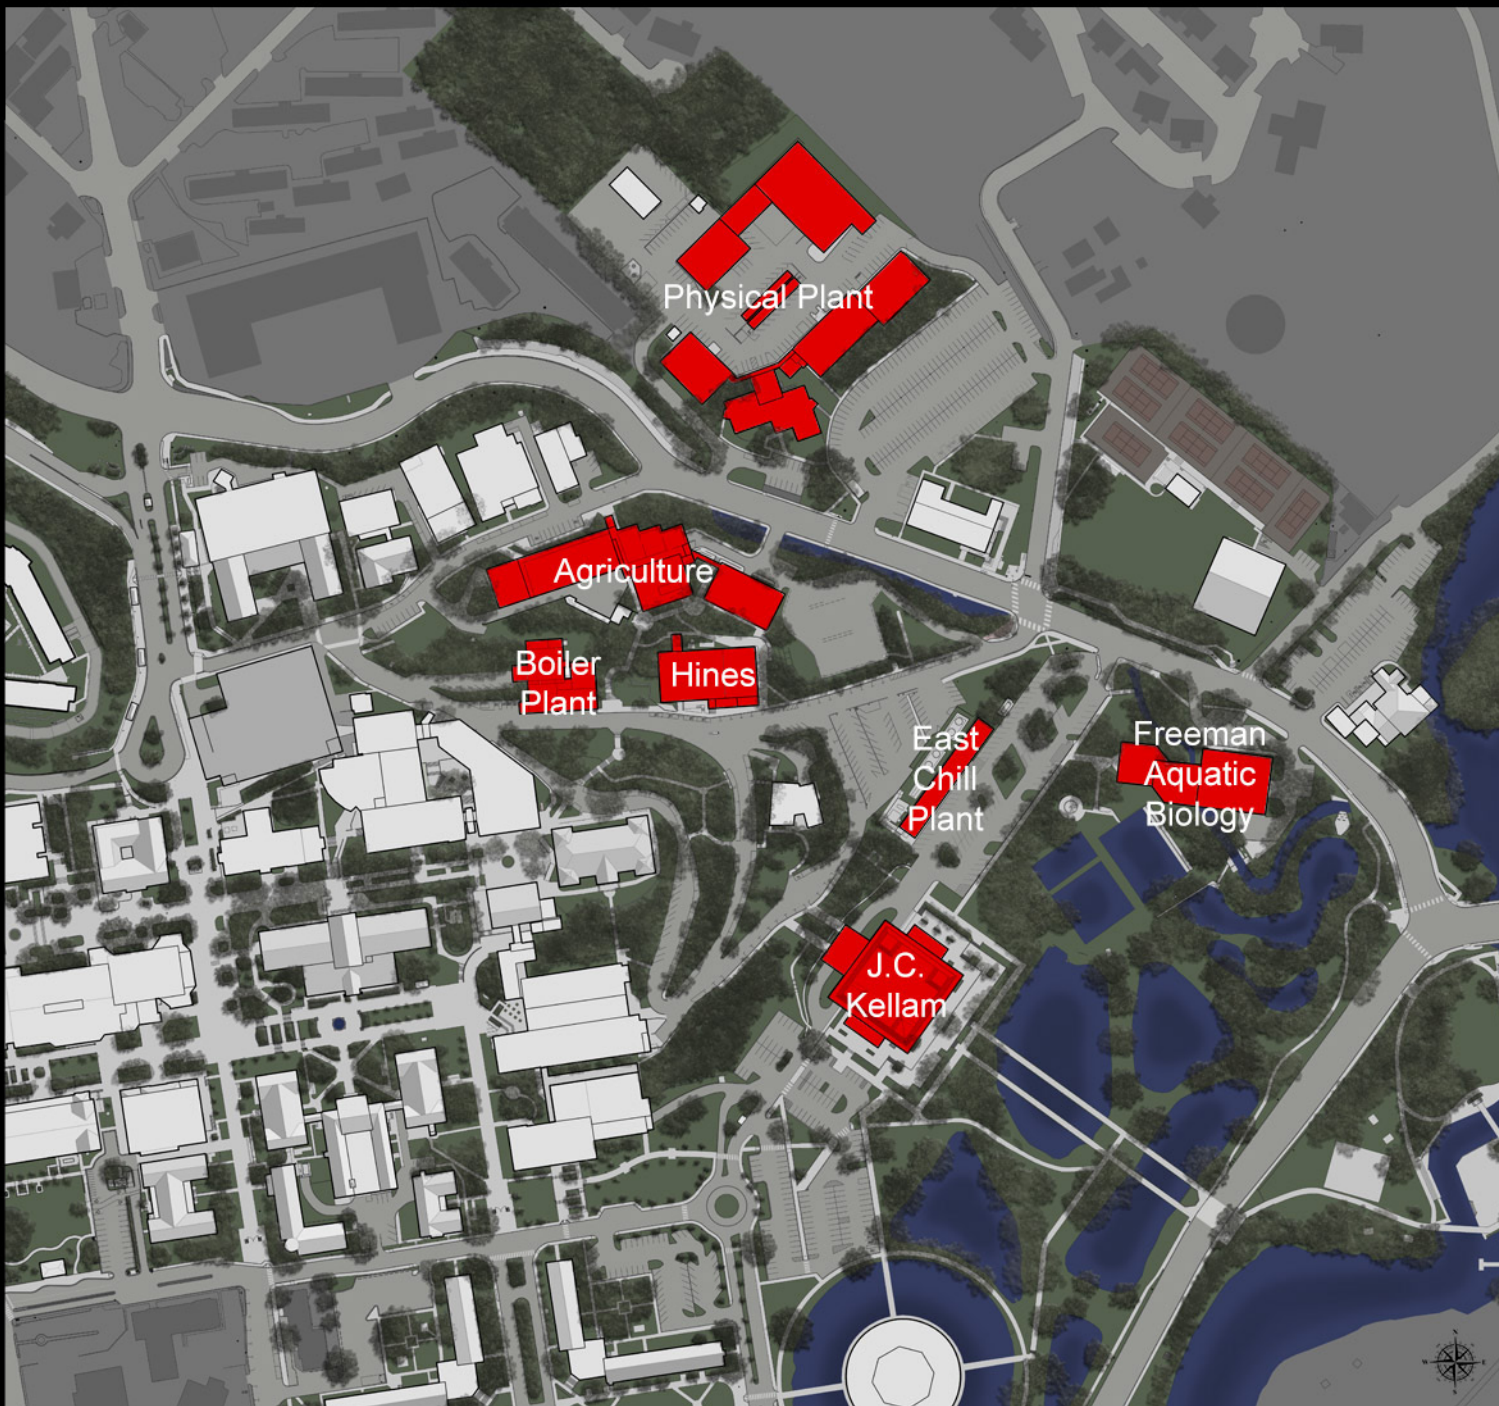 Physical Plant
Agriculture
Boiler
Plant
Hines
East
Chill
Plant
Freeman
Aquatic
Biology
J.C.
Kellam
N
W
E
S